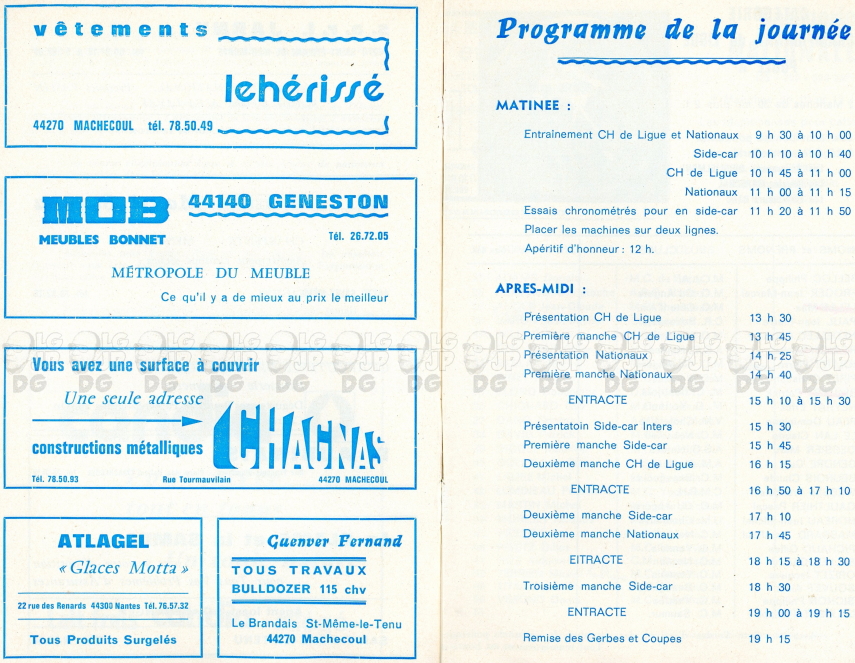 vêtements
lehérissé
44270 MACHECOUL tél. 78.50.49
MOB
MEUBLES BONNET
44140 GENESTON
Tél. 26.72.05
MÉTROPOLE DU MEUBLE
Ce qu'il y a de mieux au prix le meilleur
Vous avez une surface à couvrir
Une seule adresse
constructions métalliques
CHAGNAS
Tél. 78.50.93 Rue Tourmauvilain 44270 MACHECOUL
ATLAGEL
« Glaces Motta »
22 rue des Renards 44300 Nantes Tél. 76.57.32
Tous Produits Surgelés
Guenver Fernand
TOUS TRAVAUX
BULLDOZER 115 chv
Le Brandais St-Même-le-Tenu
44270 Machecoul
Programme de la journée
MATINEE :
Entraînement CH de Ligue et Nationaux 9 h 30 à 10 h 00
Side-car 10 h 10 à 10 h 40
CH de Ligue 10 h 45 à 11 h 00
Nationaux 11 h 00 à 11 h 15
Essais chronométrés pour en side-car 11 h 20 à 11 h 50
Placer les machines sur deux lignes.
Apéritif d'honneur : 12 h.
APRES-MIDI :
Présentation CH de Ligue 13 h 30
Première manche CH de Ligue 13 h 45
Présentation Nationaux 14 h 25
Première manche Nationaux 14 h 40
ENTRACTE 15 h 10 à 15 h 30
Présentatoin Side-car Inters 15 h 30
Première manche Side-car 15 h 45
Deuxième manche CH de Ligue 16 h 15
ENTRACTE 16 h 50 à 17 h 10
Deuxième manche Side-car 17 h 10
Deuxième manche Nationaux 17 h 45
EITRACTE 18 h 15 à 18 h 30
Troisième manche Side-car 18 h 30
ENTRACTE 19 h 00 à 19 h 15
Remise des Gerbes et Coupes 19 h 15